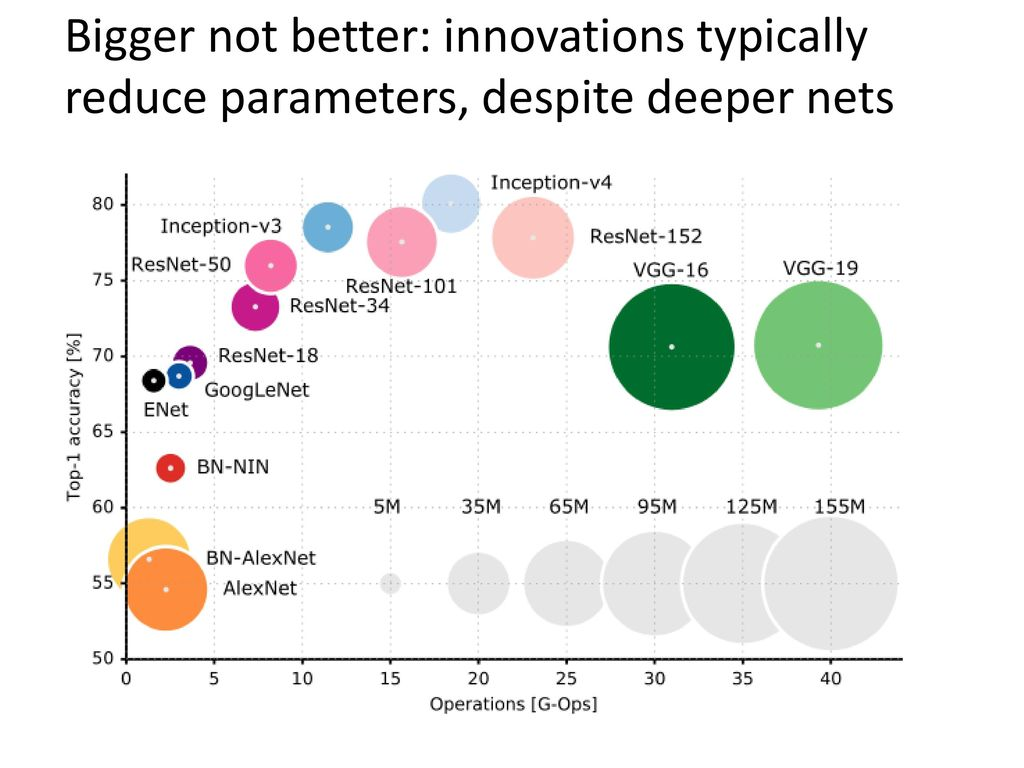 Bigger not better: innovations typically
reduce parameters, despite deeper nets
Inception-v4
80
Inception-v3
ResNet-152
ResNet-50
VGG-16
VGG-19
75
ResNet-101
ResNet-34
70
ResNet-18
GoogLeNet
ENet
65
BN-NIN
60
5M
35M
65M
95M
125M
155M
BN-AlexNet
55
AlexNet
50
Top-1 accuracy [%]
0
5
10
15
20
25
30
35
40
Operations [G-Ops]